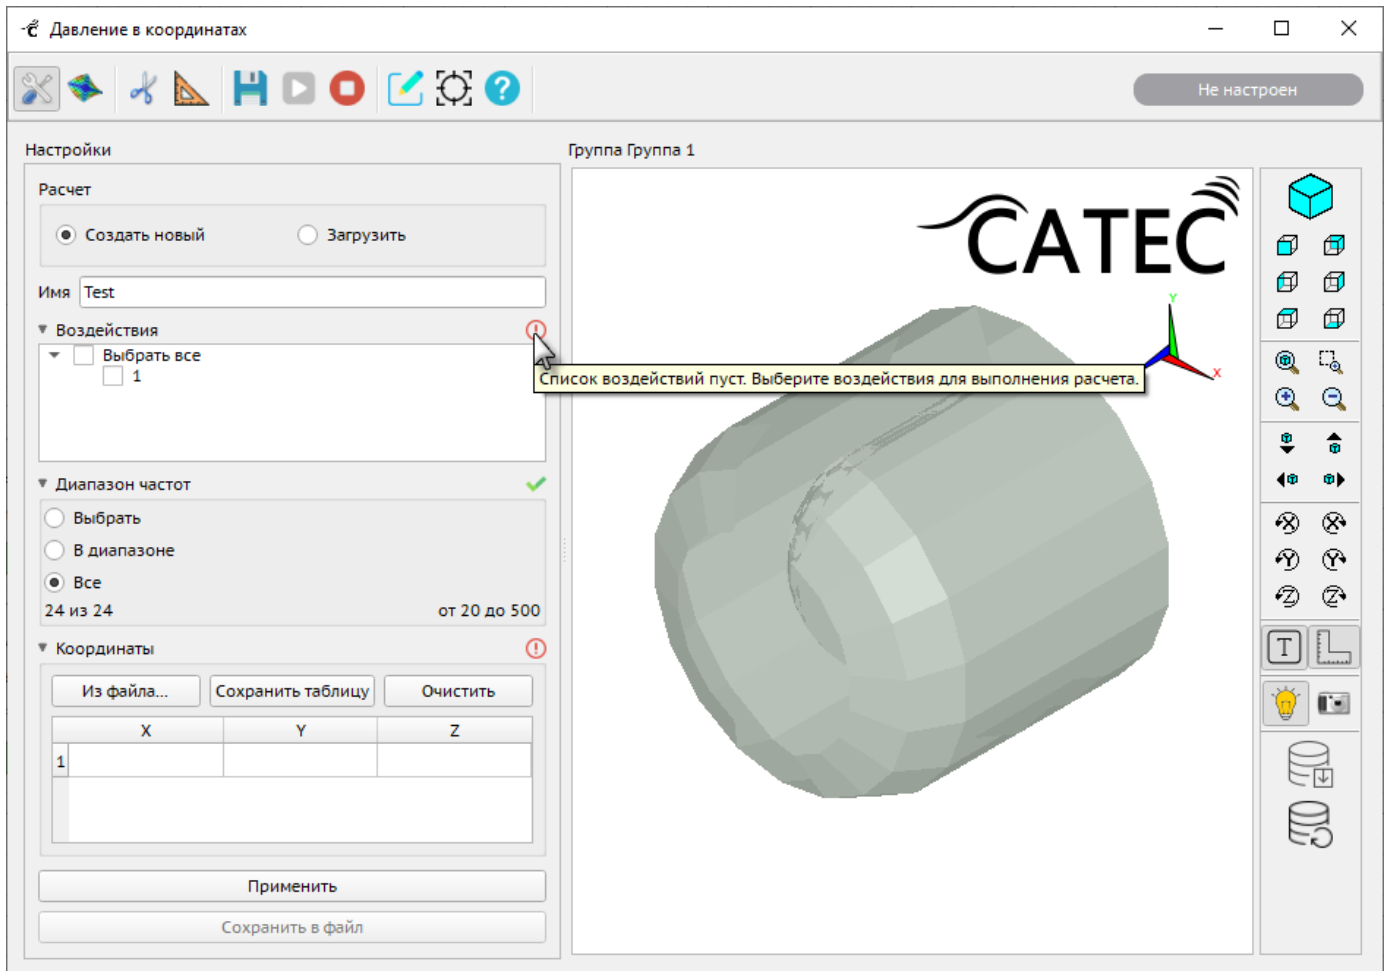 Давление в координатах
Не настроен
Настройки
Группа Группа 1
Расчет
Создать новый
Загрузить
Имя Test
Воздействия
Выбрать все
1
Список воздействий пуст. Выберите воздействия для выполнения расчета.
Диапазон частот
Выбрать
В диапазоне
Все
24 из 24
от 20 до 500
Координаты
Из файла...
Сохранить таблицу
Очистить
X Y Z
1
Применить
Сохранить в файл
CATEC
Y
X
X X
Y Y
Z Z
T